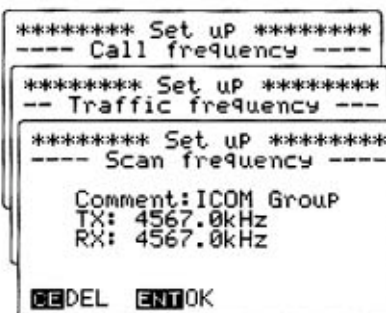 ******** Set up ********
---- Call frequency ----
******** Set up ********
-- Traffic frequency ---
******** Set up ********
---- Scan frequency ----
Comment:ICOM Group
TX: 4567.0kHz
RX: 4567.0kHz
CE DEL ENT OK